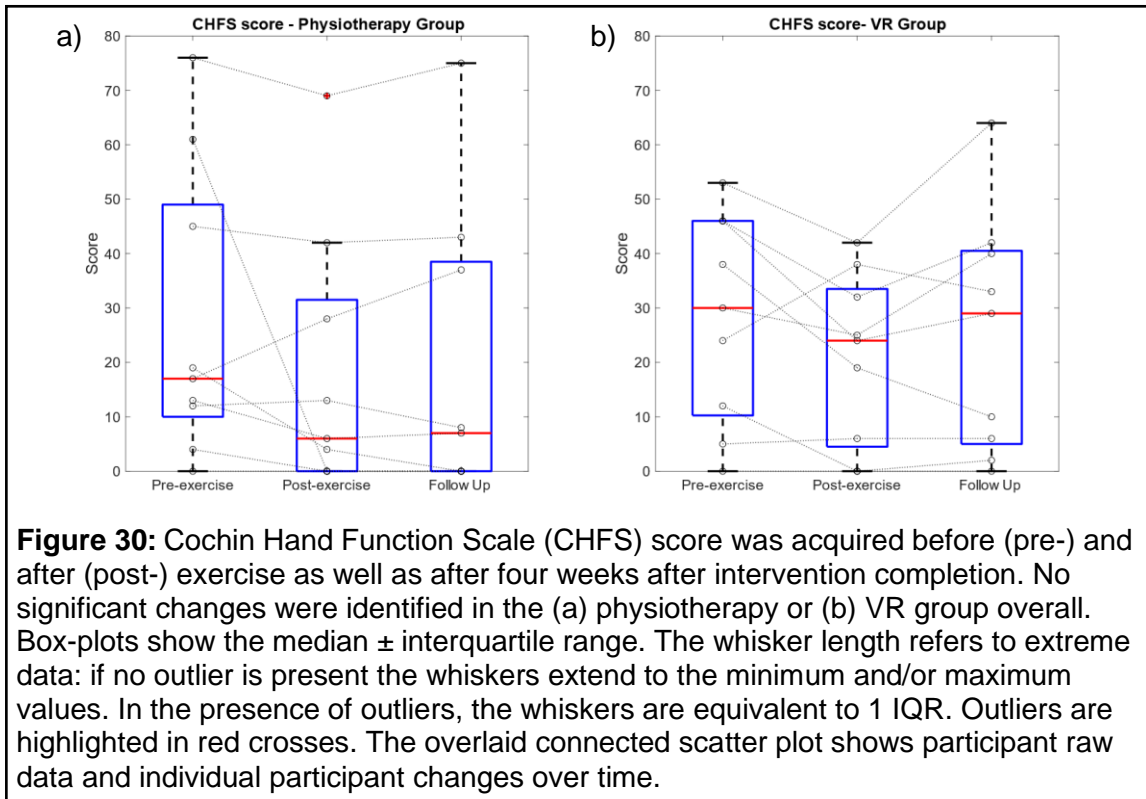 a)
CHFS score - Physiotherapy Group
80
70
60
50
40
30
20
10
0
Score
Pre-exercise Post-exercise Follow Up
b)
CHFS score- VR Group
80
70
60
50
40
30
20
10
0
Score
Pre-exercise Post-exercise Follow Up
Figure 30: Cochin Hand Function Scale (CHFS) score was acquired before (pre-) and
after (post-) exercise as well as after four weeks after intervention completion. No
significant changes were identified in the (a) physiotherapy or (b) VR group overall.
Box-plots show the median ± interquartile range. The whisker length refers to extreme
data: if no outlier is present the whiskers extend to the minimum and/or maximum
values. In the presence of outliers, the whiskers are equivalent to 1 IQR. Outliers are
highlighted in red crosses. The overlaid connected scatter plot shows participant raw
data and individual participant changes over time.